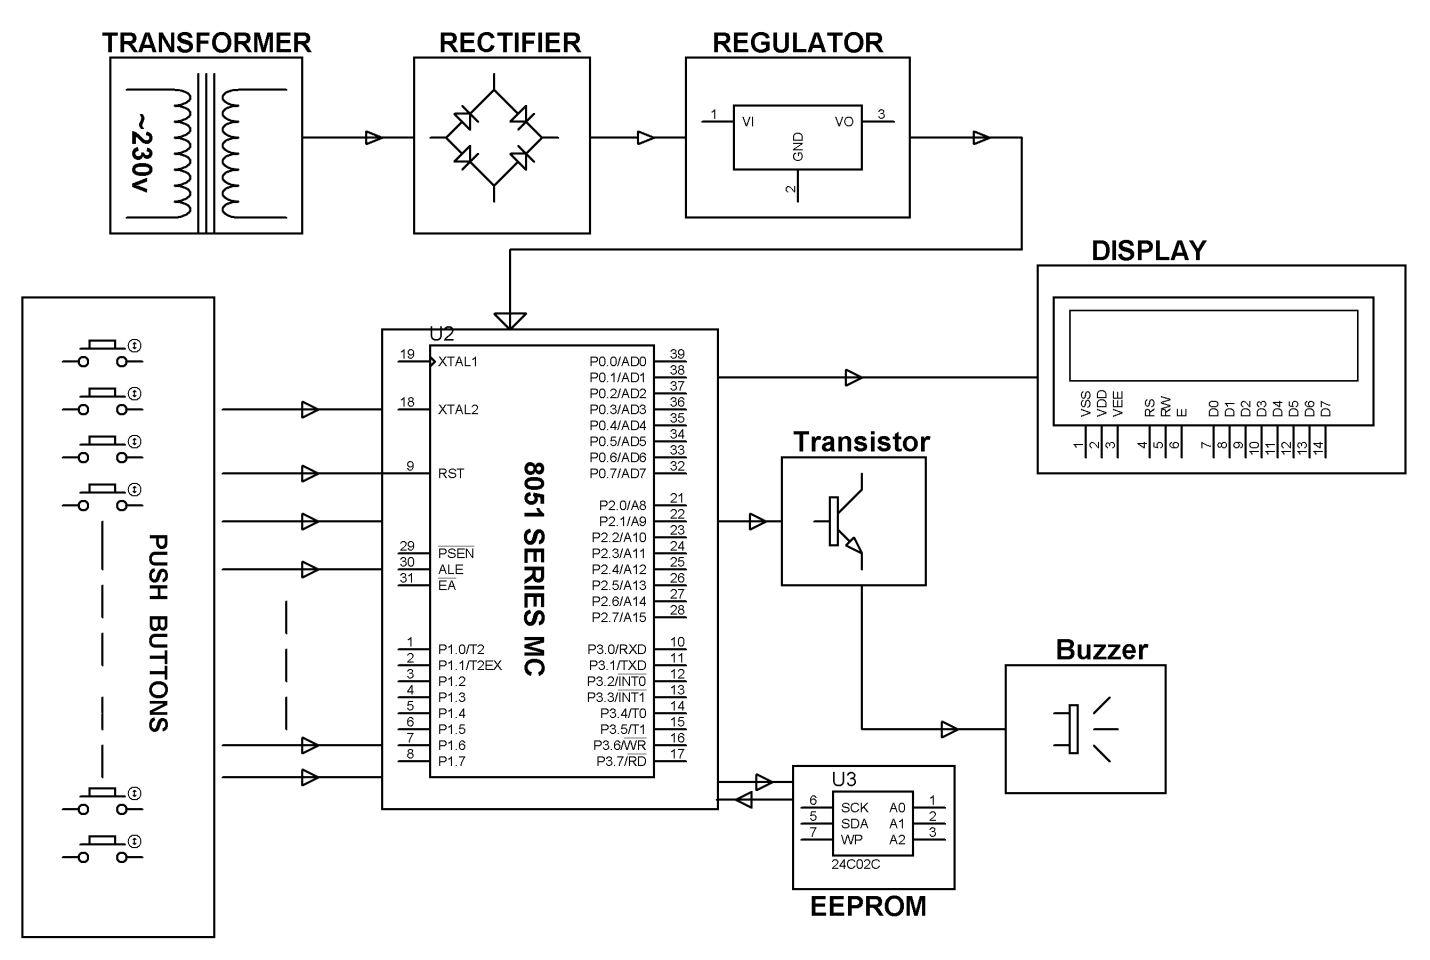 TRANSFORMER
RECTIFIER
REGULATOR
~230v
1
VI
VO
3
GND
2
DISPLAY
VSS
VDD
VEE
RS
RW
E
D0
D1
D2
D3
D4
D5
D6
D7
1
2
3
4
5
6
7
8
9
10
11
12
13
14
PUSH BUTTONS
U2
8051 SERIES MC
19 XTAL1
18 XTAL2
9 RST
29 PSEN
30 ALE
31 EA
1 P1.0/T2
2 P1.1/T2EX
3 P1.2
4 P1.3
5 P1.4
6 P1.5
7 P1.6
8 P1.7
P0.0/AD0 39
P0.1/AD1 38
P0.2/AD2 37
P0.3/AD3 36
P0.4/AD4 35
P0.5/AD5 34
P0.6/AD6 33
P0.7/AD7 32
P2.0/A8 21
P2.1/A9 22
P2.2/A10 23
P2.3/A11 24
P2.4/A12 25
P2.5/A13 26
P2.6/A14 27
P2.7/A15 28
P3.0/RXD 10
P3.1/TXD 11
P3.2/INT0 12
P3.3/INT1 13
P3.4/T0 14
P3.5/T1 15
P3.6/WR 16
P3.7/RD 17
Transistor
Buzzer
U3
6 SCK A0 1
5 SDA A1 2
7 WP A2 3
24C02C
EEPROM